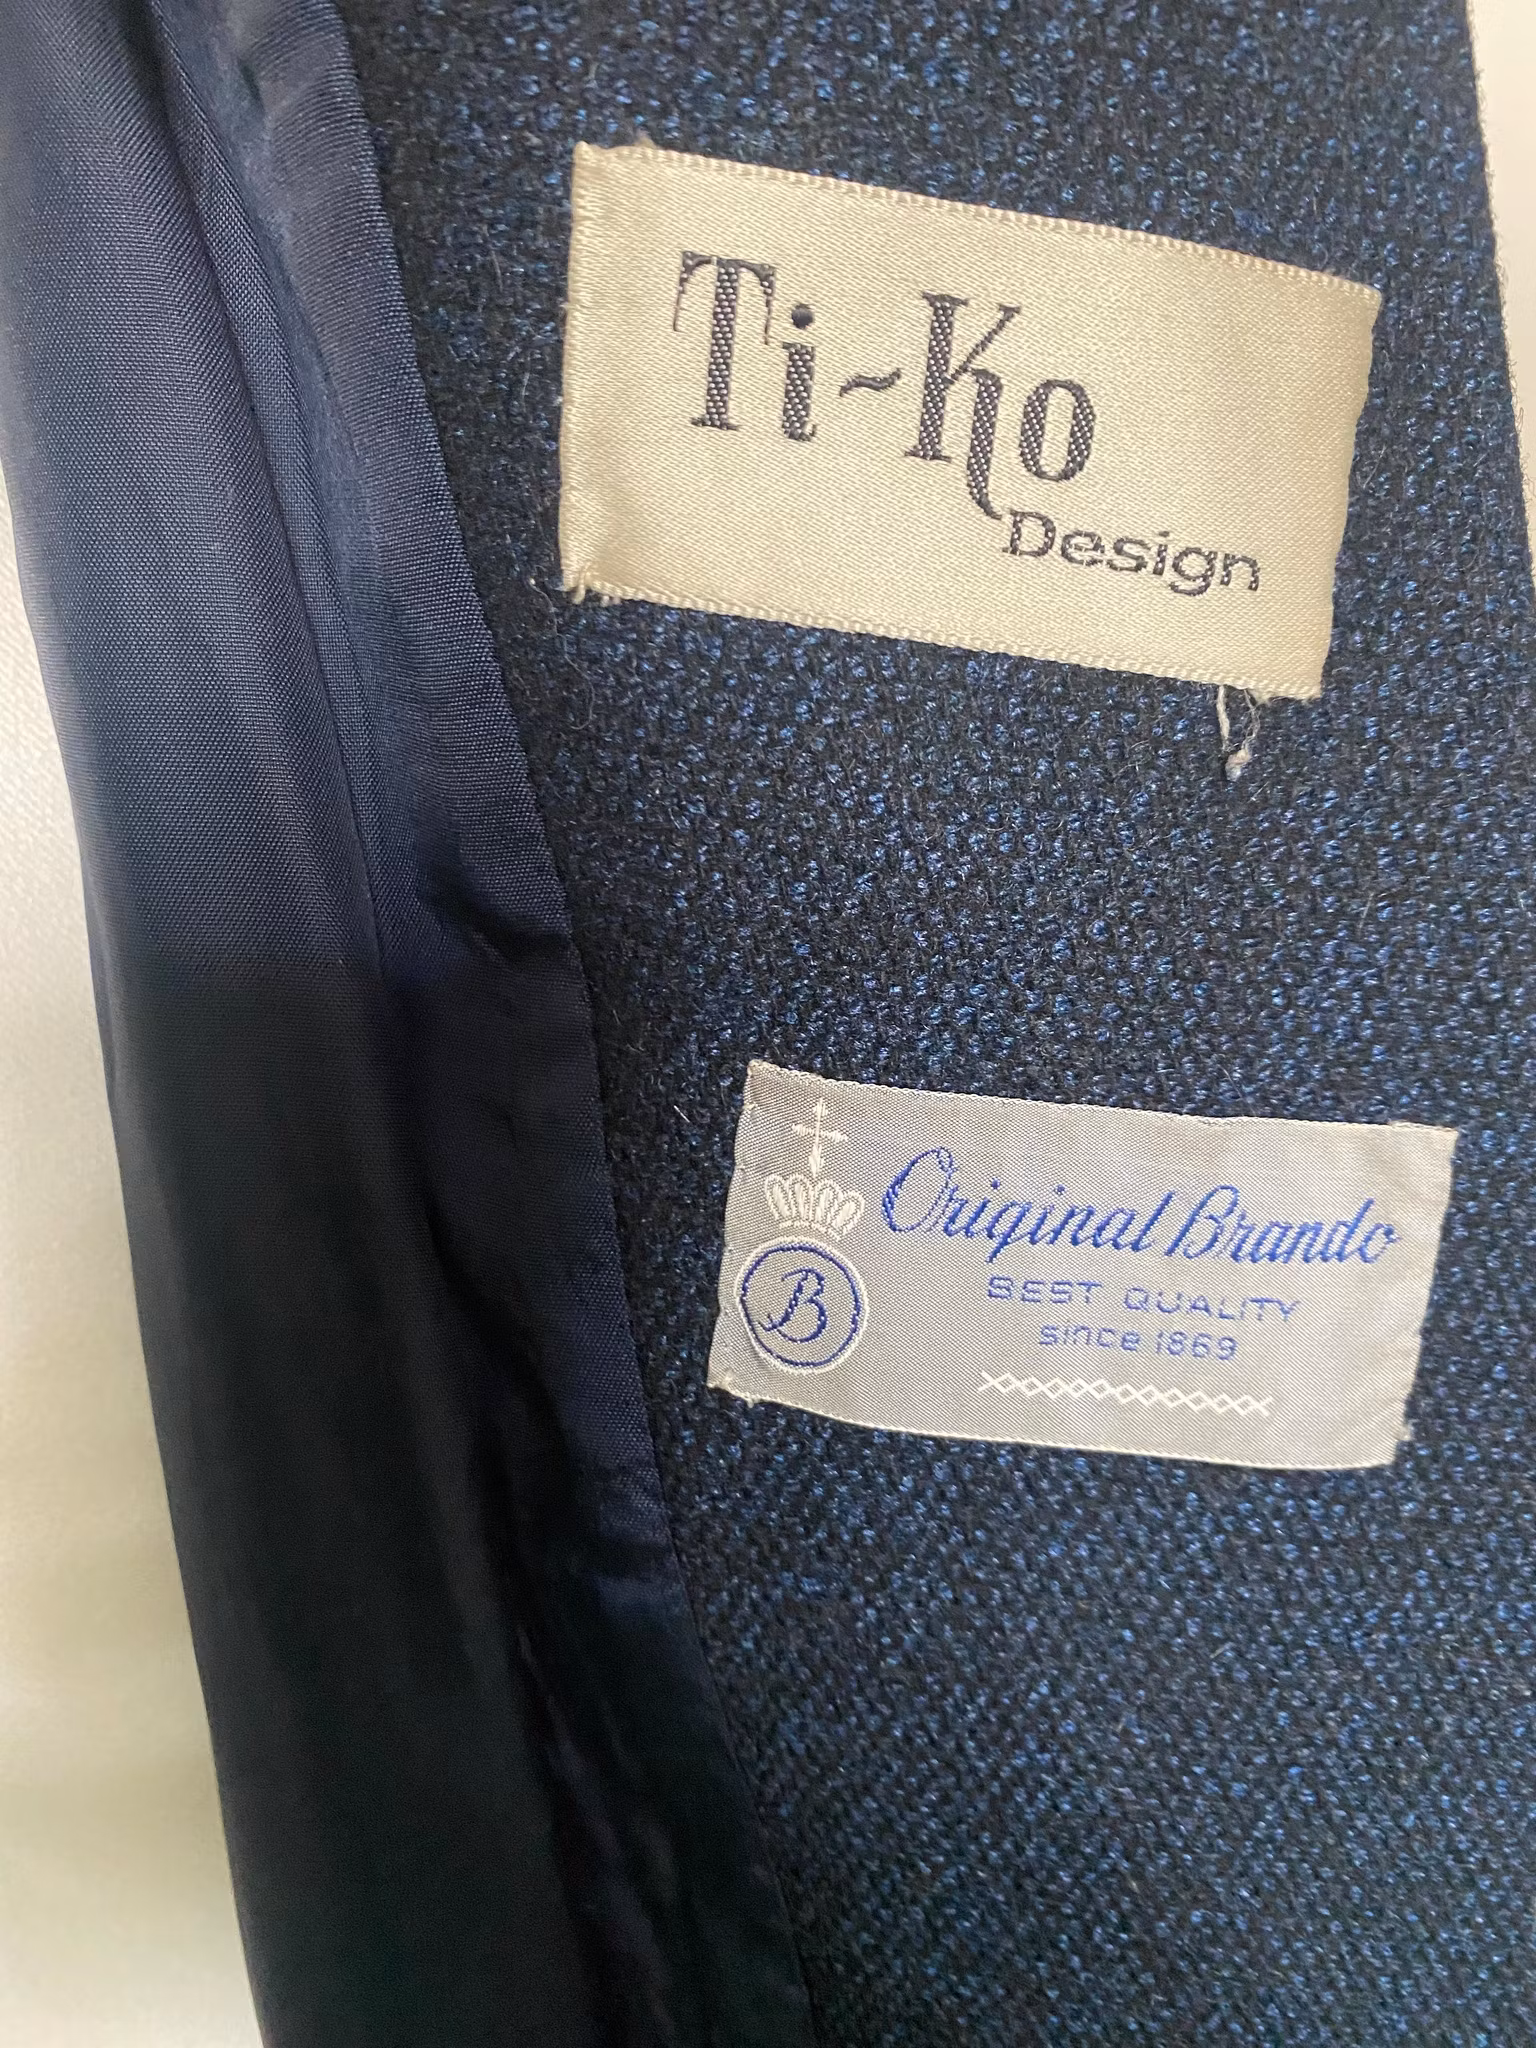 Ti~Ko
Design
Original Brando
B
BEST QUALITY
since 1869